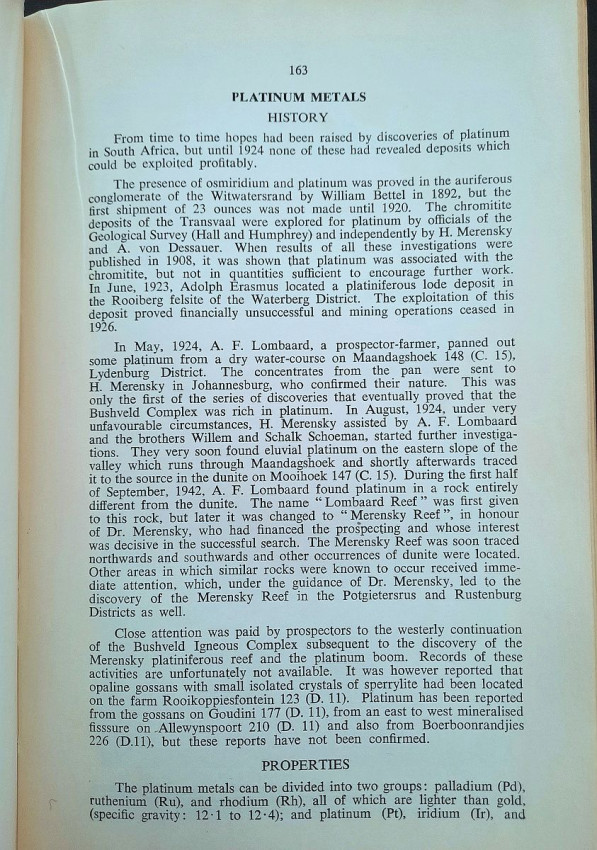 163
PLATINUM METALS
HISTORY
From time to time hopes had been raised by discoveries of platinum
in South Africa, but until 1924 none of these had revealed deposits which
could be exploited profitably.
The presence of osmiridium and platinum was proved in the auriferous
conglomerate of the Witwatersrand by William Bettel in 1892, but the
first shipment of 23 ounces was not made until 1920. The chromitite
deposits of the Transvaal were explored for platinum by officials of the
Geological Survey (Hall and Humphrey) and independently by H. Merensky
and A. von Dessauer. When results of all these investigations were
published in 1908, it was shown that platinum was associated with the
chromitite, but not in quantities sufficient to encourage further work.
In June, 1923, Adolph Erasmus located a platiniferous lode deposit in
the Rooiberg felsite of the Waterberg District. The exploitation of this
deposit proved financially unsuccessful and mining operations ceased in
1926.
In May, 1924, A. F. Lombaard, a prospector-farmer, panned out
some platinum from a dry water-course on Maandagshoek 148 (C. 15),
Lydenburg District. The concentrates from the pan were sent to
H. Merensky in Johannesburg, who confirmed their nature. This was
only the first of the series of discoveries that eventually proved that the
Bushveld Complex was rich in platinum. In August, 1924, under very
unfavourable circumstances, H. Merensky assisted by A. F. Lombaard
and the brothers Willem and Schalk Schoeman, started further investiga-
tions. They very soon found eluvial platinum on the eastern slope of the
valley which runs through Maandagshoek and shortly afterwards traced
it to the source in the dunite on Mooihoek 147 (C. 15). During the first half
of September, 1942, A. F. Lombaard found platinum in a rock entirely
different from the dunite. The name "Lombaard Reef" was first given
to this rock, but later it was changed to "Merensky Reef", in honour
of Dr. Merensky, who had financed the prospecting and whose interest
was decisive in the successful search. The Merensky Reef was soon traced
northwards and southwards and other occurrences of dunite were located.
Other areas in which similar rocks were known to occur received imme-
diate attention, which, under the guidance of Dr. Merensky, led to the
discovery of the Merensky Reef in the Potgietersrus and Rustenburg
Districts as well.
Close attention was paid by prospectors to the westerly continuation
of the Bushveld Igneous Complex subsequent to the discovery of the
Merensky platiniferous reef and the platinum boom. Records of these
activities are unfortunately not available. It was however reported that
opaline gossans with small isolated crystals of sperrylite had been located
on the farm Rooikoppiesfontein 123 (D. 11). Platinum has been reported
from the gossans on Goudini 177 (D. 11), from an east to west mineralised
fisssure on Allewynspoort 210 (D. 11) and also from Boerboonrandjies
226 (D.11), but these reports have not been confirmed.
PROPERTIES
The platinum metals can be divided into two groups: palladium (Pd),
ruthenium (Ru), and rhodium (Rh), all of which are lighter than gold,
(specific gravity: 12·1 to 12·4); and platinum (Pt), iridium (Ir), and